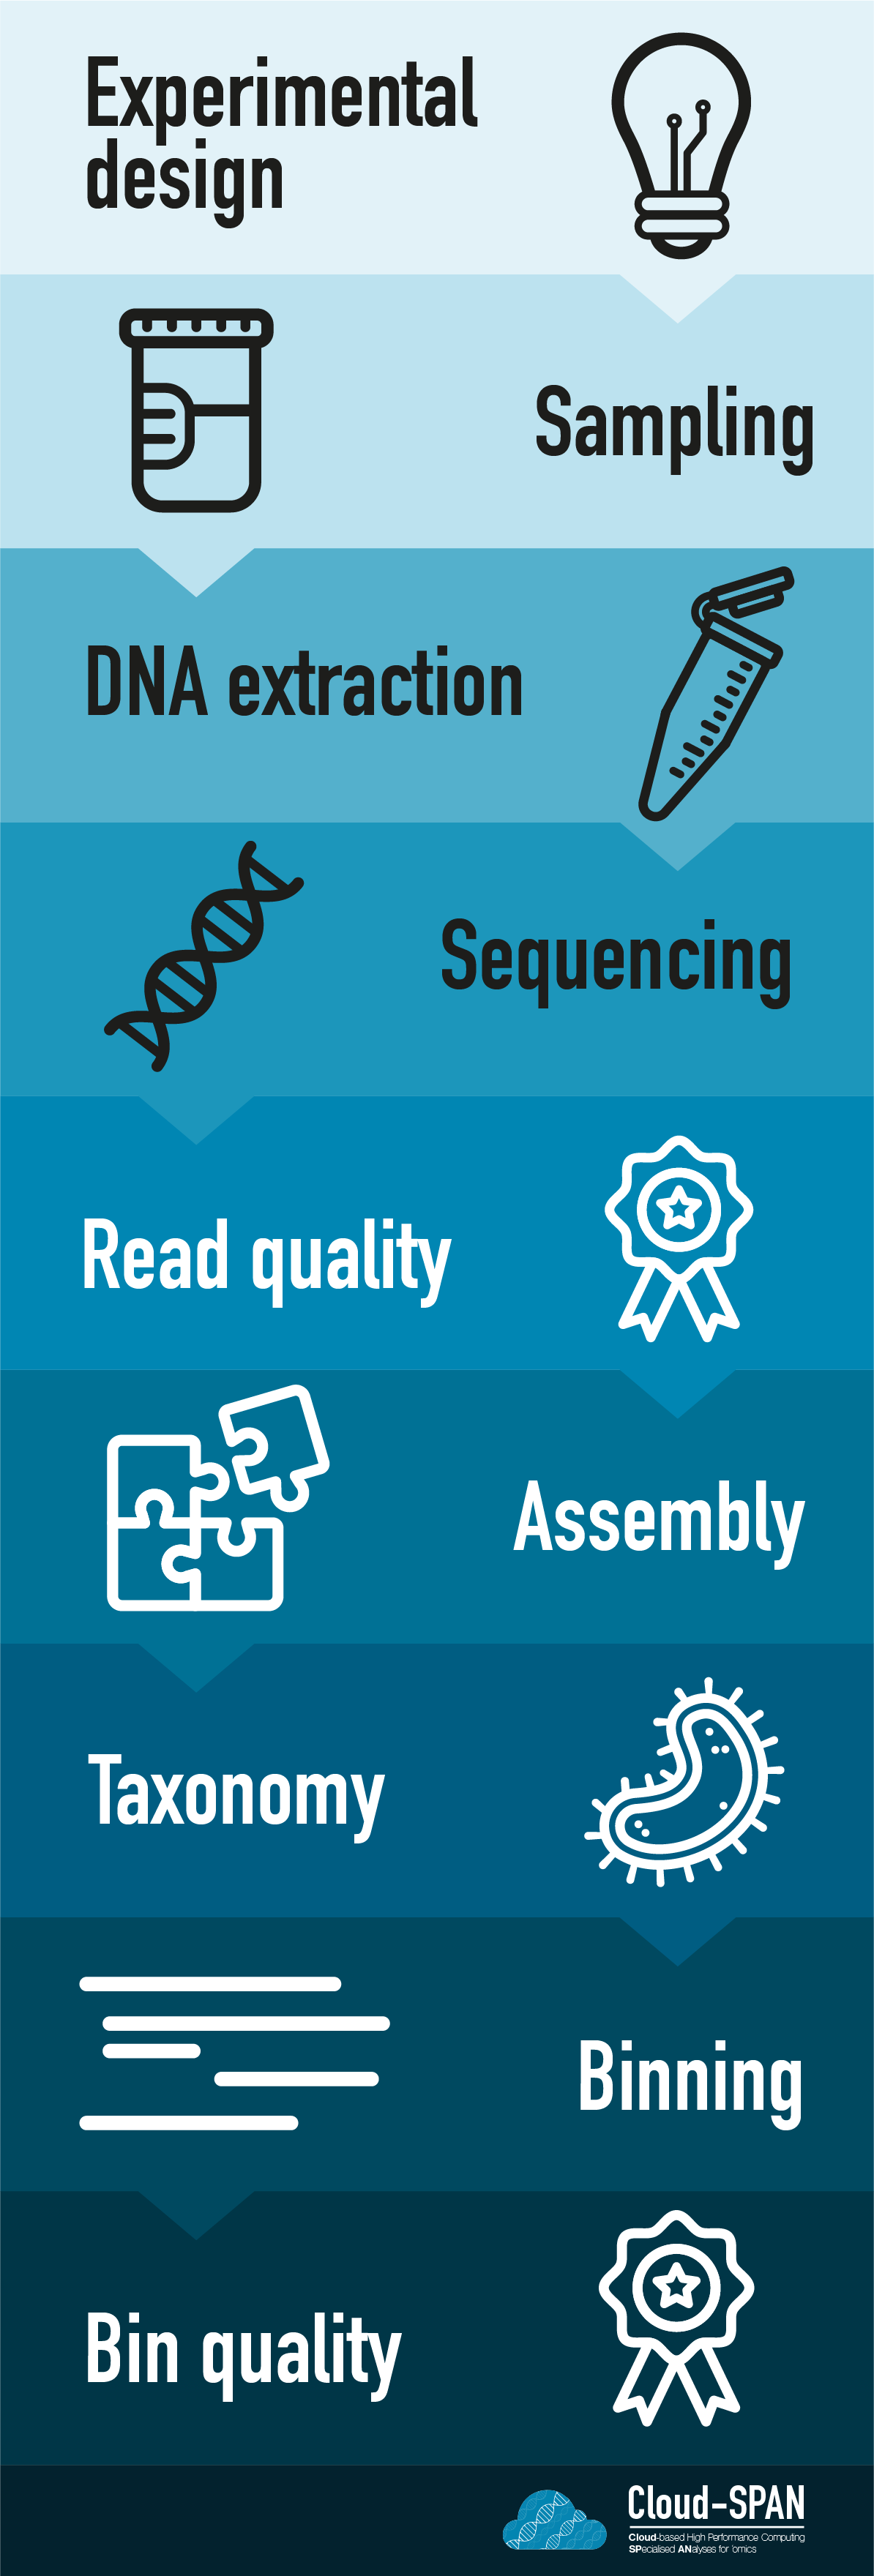 Experimental
design
Sampling
DNA extraction
Sequencing
Read quality
Assembly
Taxonomy
Binning
Bin quality
Cloud-SPAN
Cloud-based High Performance Computing
SPecialised ANalyses for 'omics